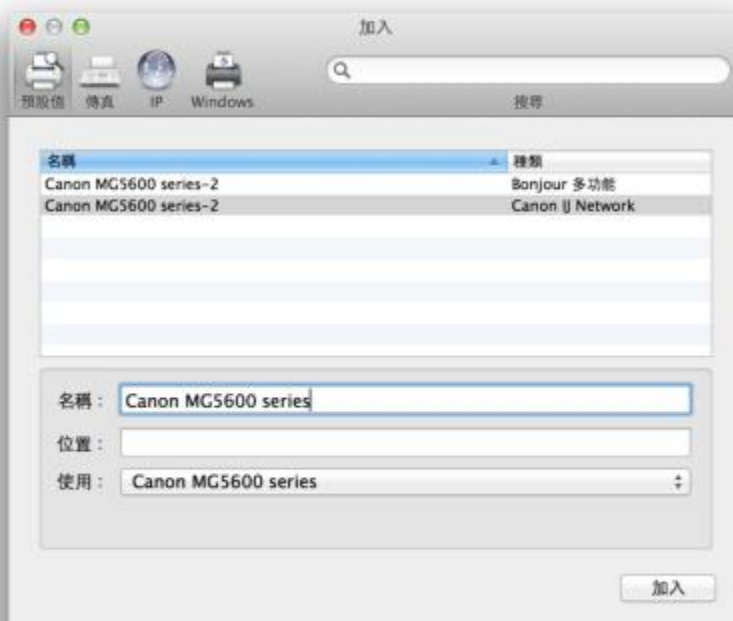 加入
預設值 傳真 IP Windows 搜尋
名稱 種類
Canon MG5600 series-2 Bonjour 多功能
Canon MG5600 series-2 Canon IJ Network
名稱： Canon MG5600 series
位置：
使用： Canon MG5600 series
加入